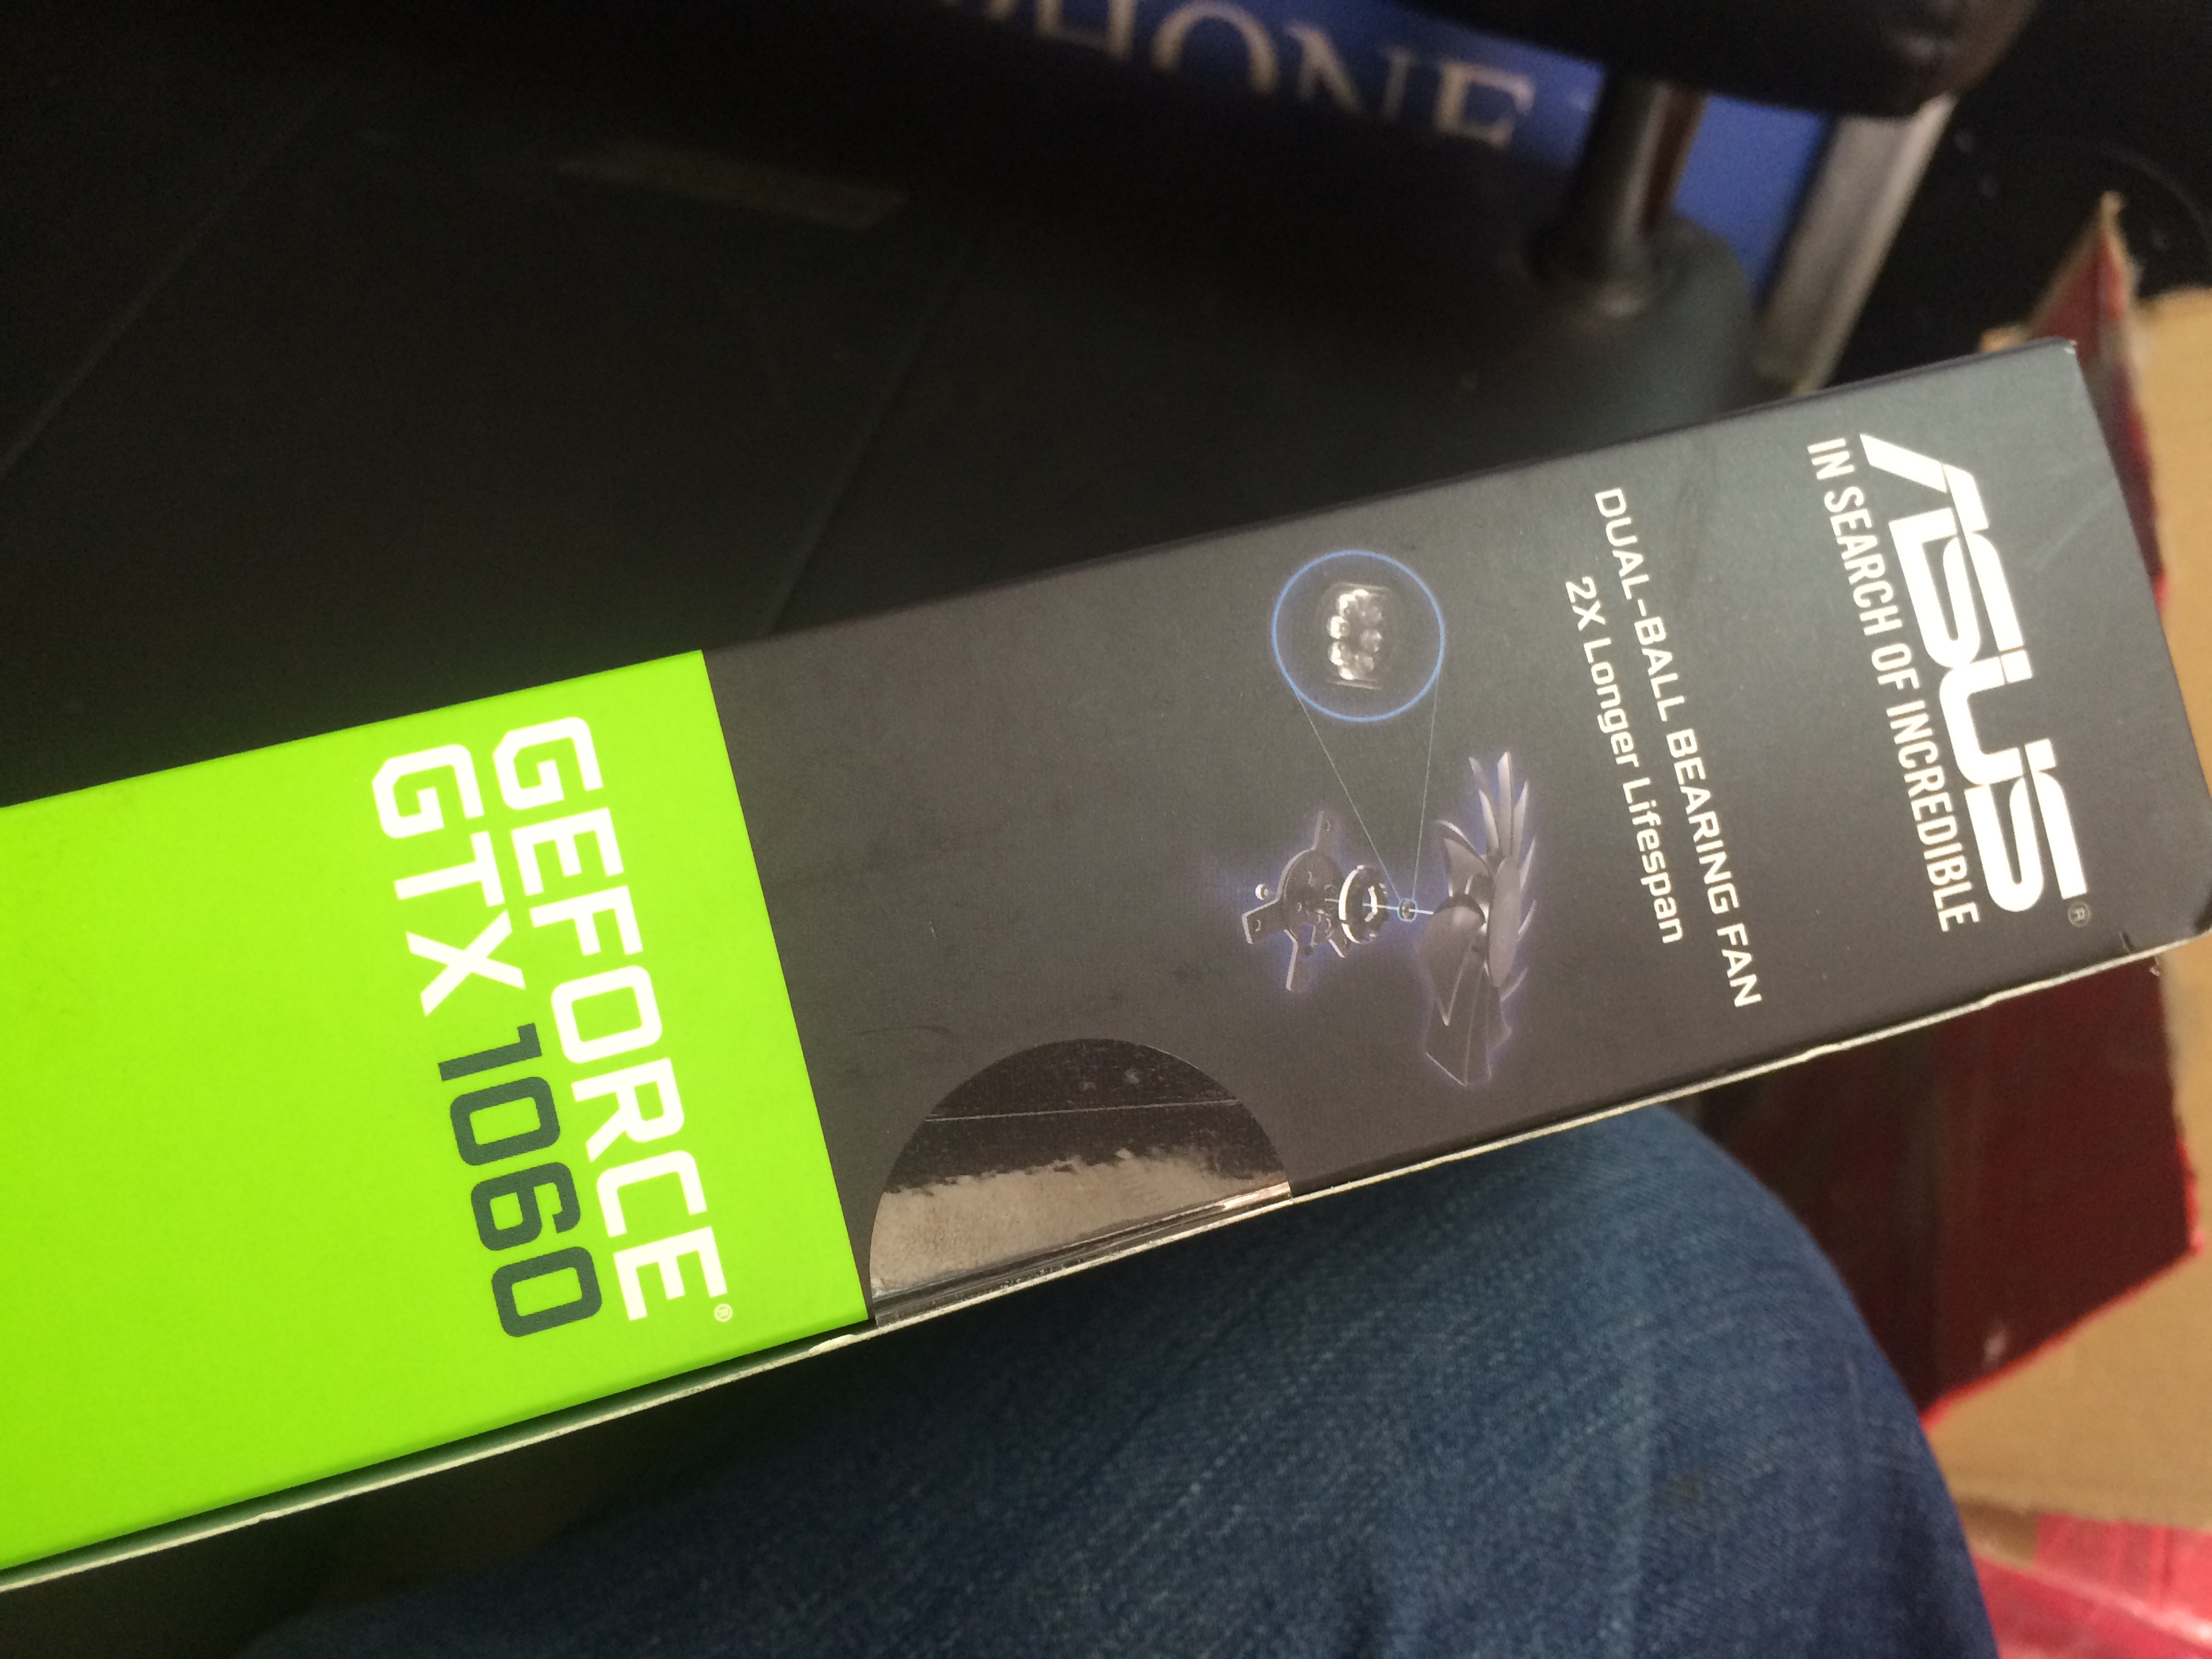 ASUS®
IN SEARCH OF INCREDIBLE
DUAL-BALL BEARING FAN
2X Longer Lifespan
GEFORCE®
GTX 1060